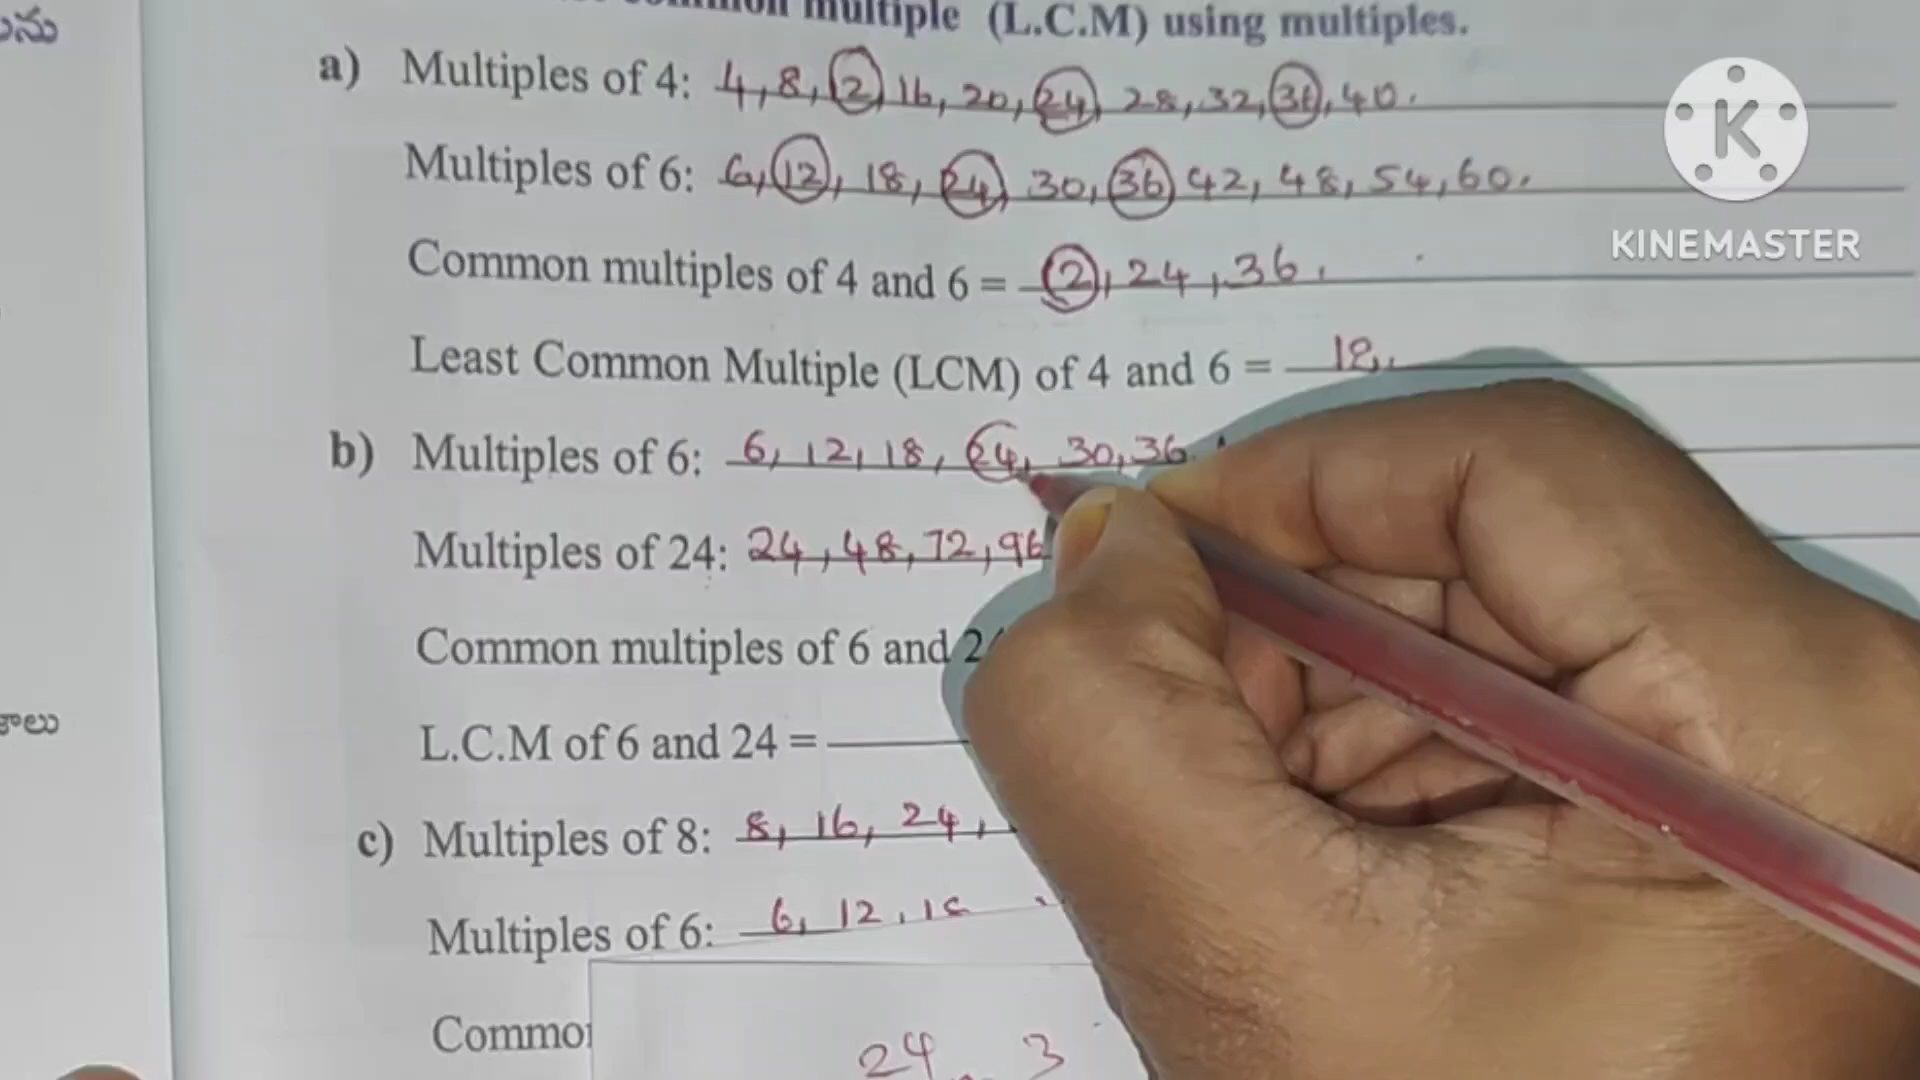 multiple (L.C.M) using multiples.
a) Multiples of 4: 4, 8, 12, 16, 20, 24, 28, 32, 36, 40.
Multiples of 6: 6, 12, 18, 24, 30, 36 42, 48, 54, 60.
KINEMASTER
Common multiples of 4 and 6 = 12, 24, 36.
Least Common Multiple (LCM) of 4 and 6 = 12
b) Multiples of 6: 6, 12, 18, 24, 30, 36
Multiples of 24: 24, 48, 72, 96
Common multiples of 6 and
L.C.M of 6 and 24 =
c) Multiples of 8: 8, 16, 24,
Multiples of 6: 6, 12, 18
24 3